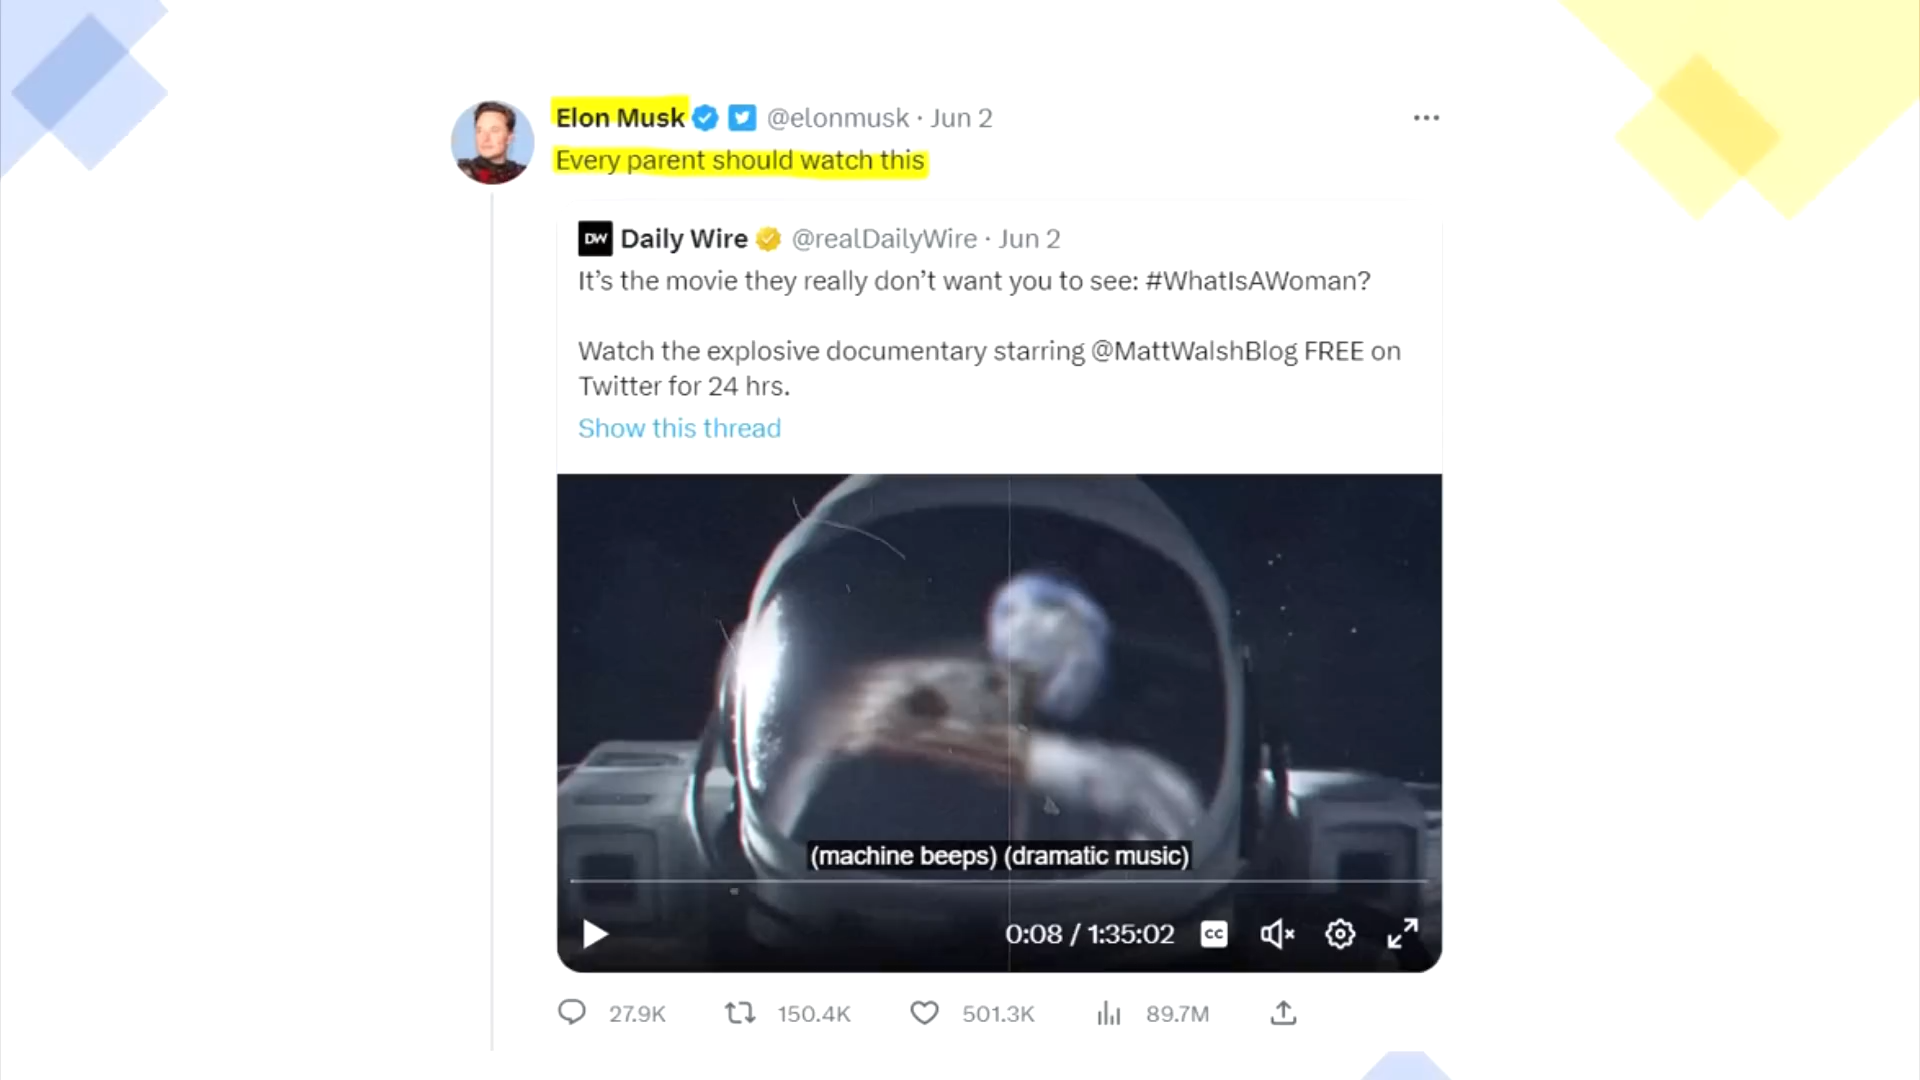 Elon Musk @elonmusk · Jun 2
Every parent should watch this
DW Daily Wire @realDailyWire · Jun 2
It’s the movie they really don’t want you to see: #WhatIsAWoman?
Watch the explosive documentary starring @MattWalshBlog FREE on
Twitter for 24 hrs.
Show this thread
(machine beeps) (dramatic music)
0:08 / 1:35:02 CC
27.9K 150.4K 501.3K 89.7M